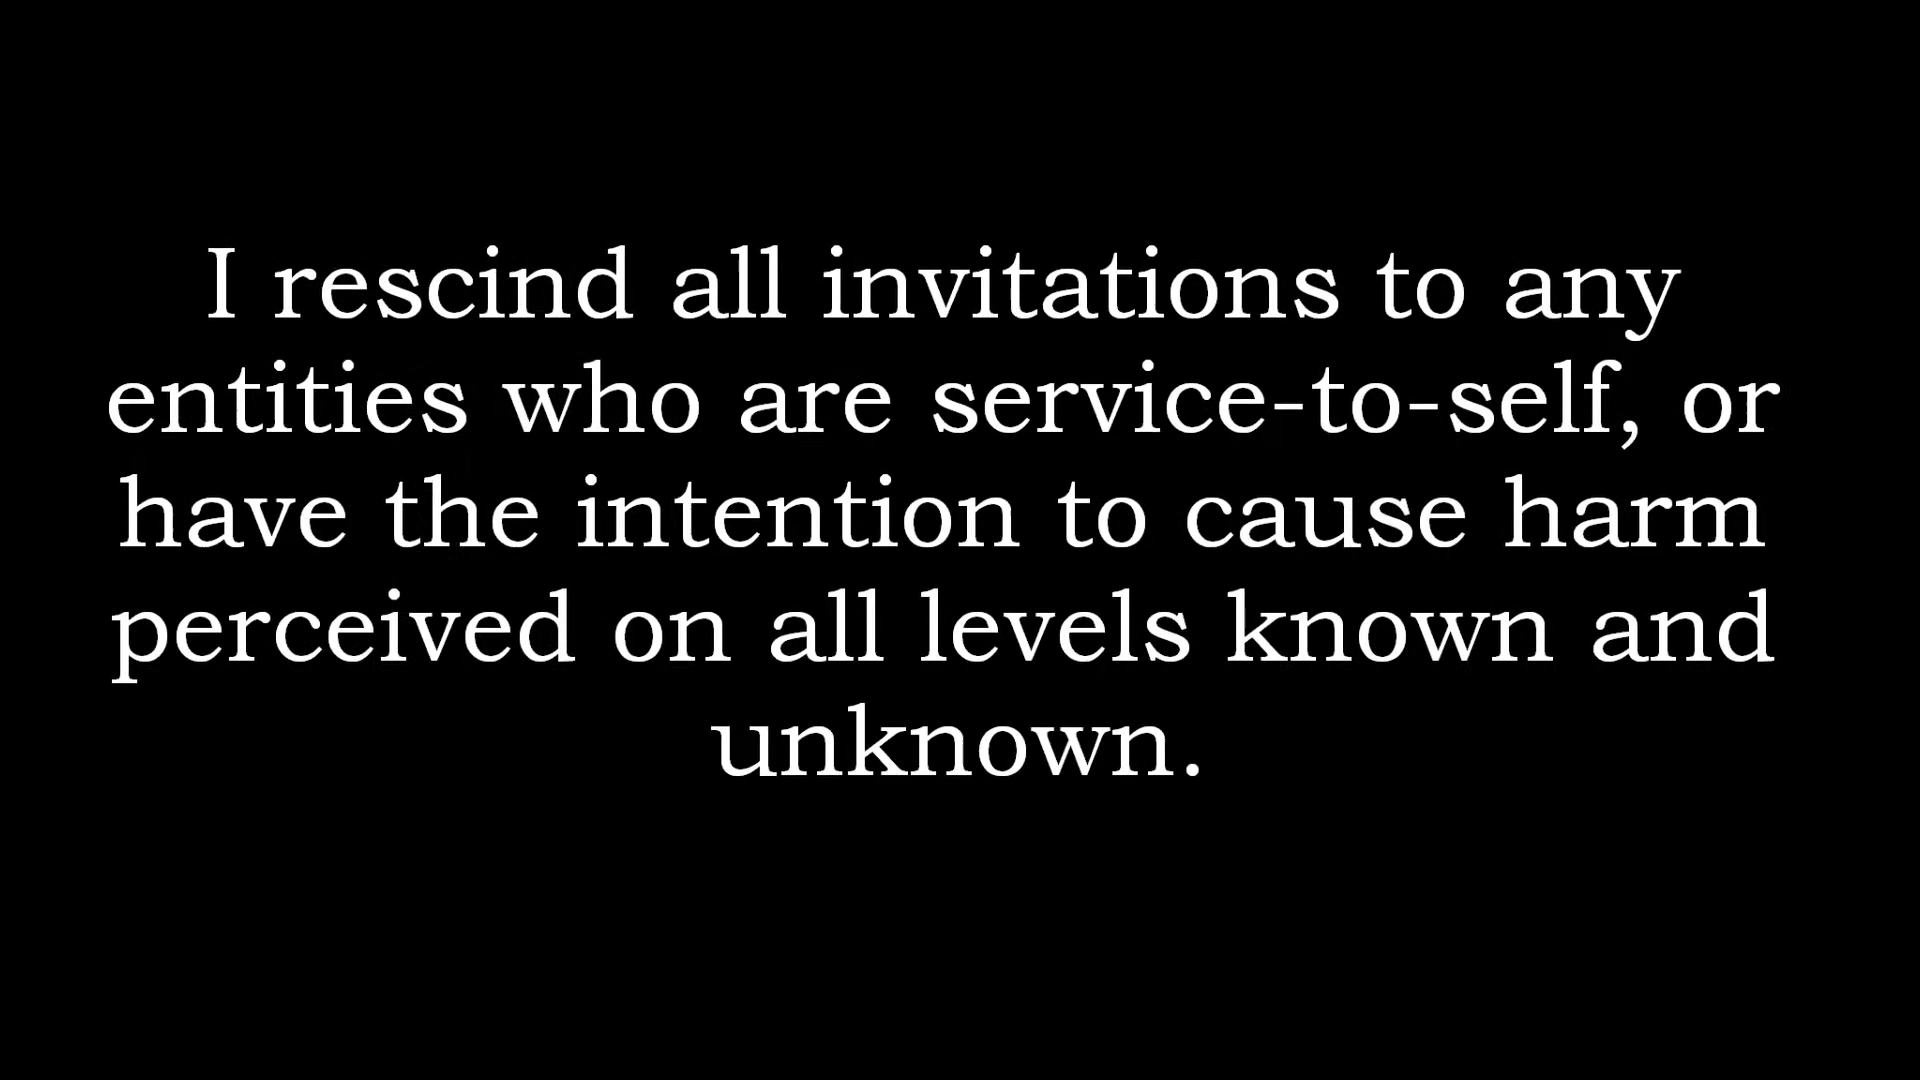 I rescind all invitations to any
entities who are service-to-self, or
have the intention to cause harm
perceived on all levels known and
unknown.